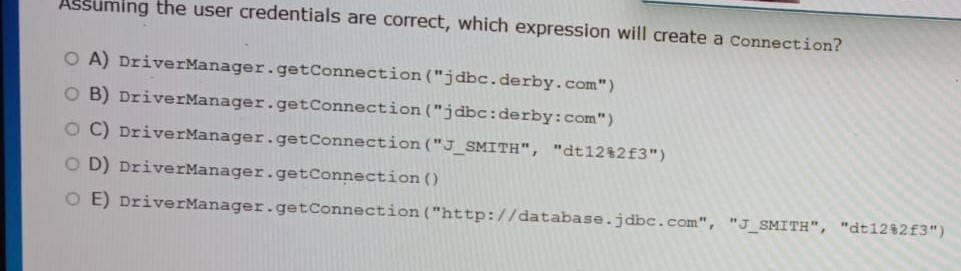 Assuming the user credentials are correct, which expression will create a Connection?
A) DriverManager.getConnection("jdbc.derby.com")
B) DriverManager.getConnection("jdbc:derby:com")
C) DriverManager.getConnection("J_SMITH", "dt12%2f3")
D) DriverManager.getConnection()
E) DriverManager.getConnection("http://database.jdbc.com", "J_SMITH", "dt12%2f3")